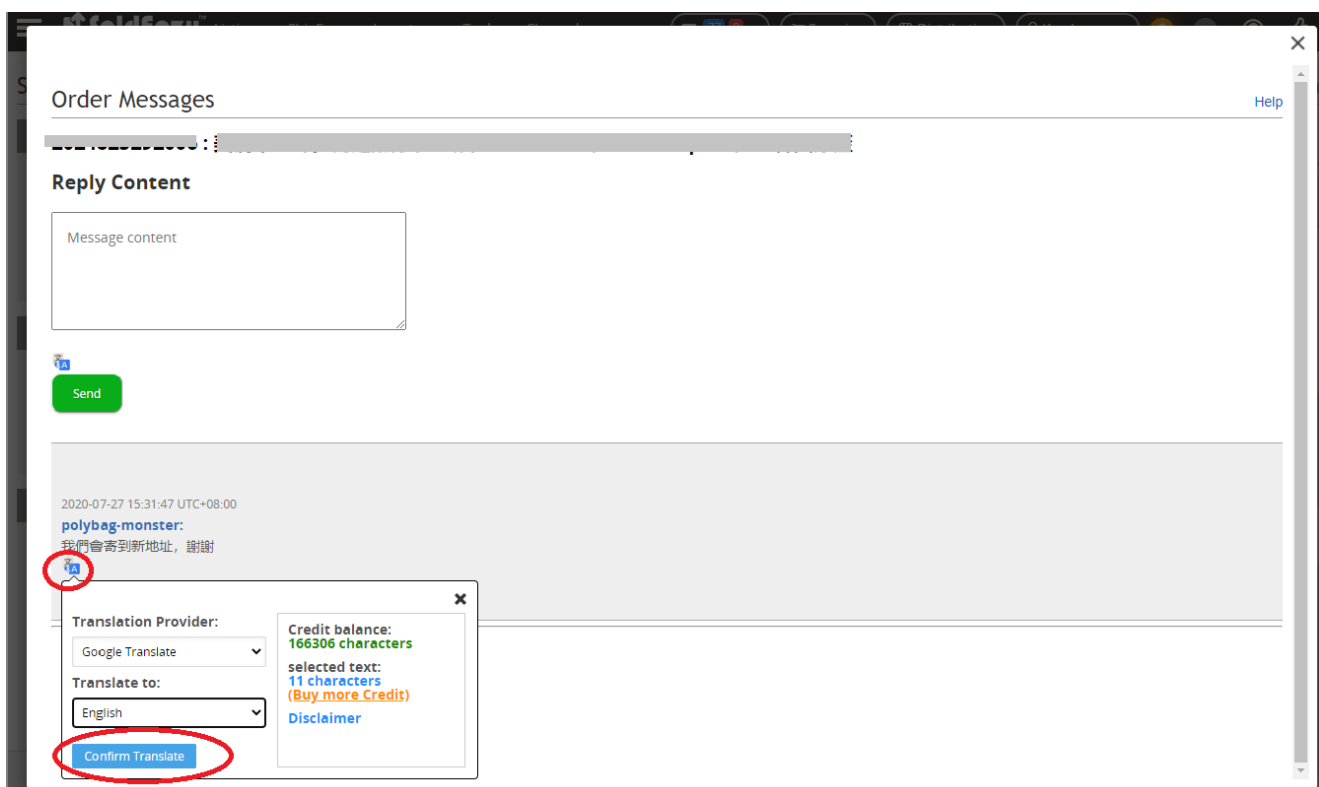 Order Messages
Help
Reply Content
Message content
Send
2020-07-27 15:31:47 UTC+08:00
polybag-monster:
我們會寄到新地址，謝謝
Translation Provider:
Google Translate
Translate to:
English
Confirm Translate
Credit balance:
166306 characters
selected text:
11 characters
(Buy more Credit)
Disclaimer